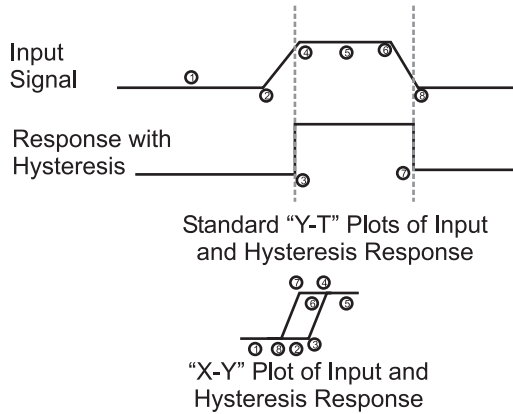 Input
Signal
① ② ④ ⑤ ⑥ ⑧
Response with
Hysteresis
③ ⑦
Standard “Y-T” Plots of Input
and Hysteresis Response
⑦ ④
⑥ ⑤
① ⑧ ② ③
“X-Y” Plot of Input and
Hysteresis Response